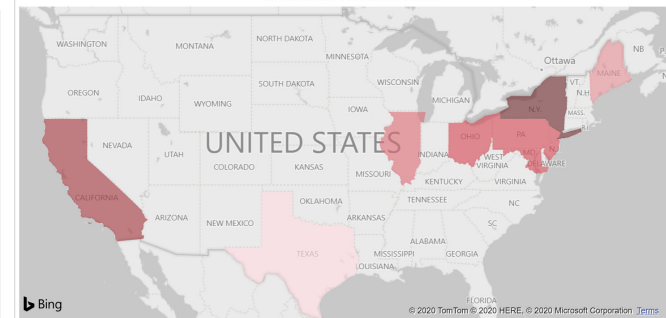 WASHINGTON
MONTANA
NORTH DAKOTA
MINNESOTA
Ottawa
NB
MAINE
VT.
N.H.
OREGON
IDAHO
WYOMING
SOUTH DAKOTA
WISCONSIN
MICHIGAN
N.Y.
MASS.
R.I.
IOWA
NEVADA
UTAH
COLORADO
UNITED STATES
KANSAS
MISSOURI
INDIANA
OHIO
PA
N.J.
MD
DELAWARE
WEST
VIRGINIA
KENTUCKY
VIRGINIA
CALIFORNIA
ARIZONA
NEW MEXICO
OKLAHOMA
ARKANSAS
TENNESSEE
NC
SC
TEXAS
MISSISSIPPI
ALABAMA
GEORGIA
LOUISIANA
FLORIDA
Bing
© 2020 TomTom © 2020 HERE, © 2020 Microsoft Corporation Terms